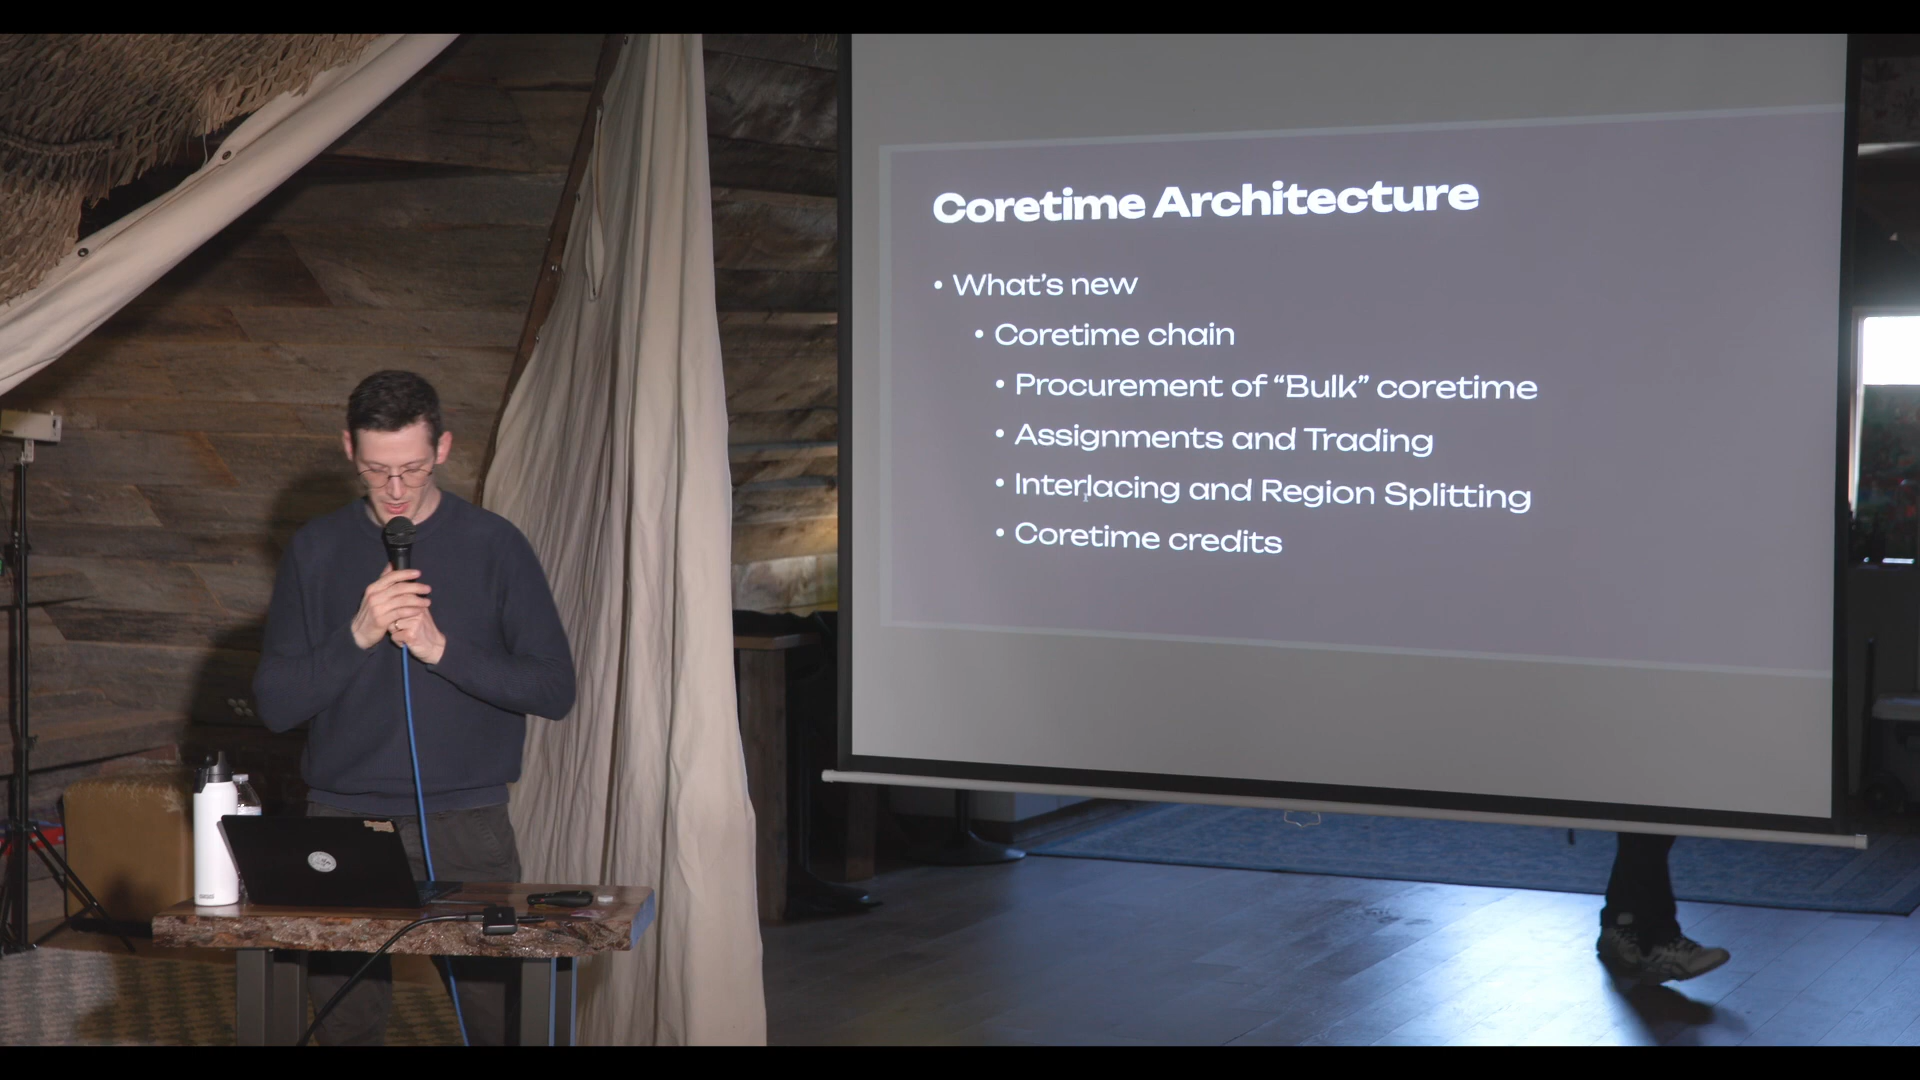 Coretime Architecture
• What's new
• Coretime chain
• Procurement of “Bulk” coretime
• Assignments and Trading
• Interlacing and Region Splitting
• Coretime credits